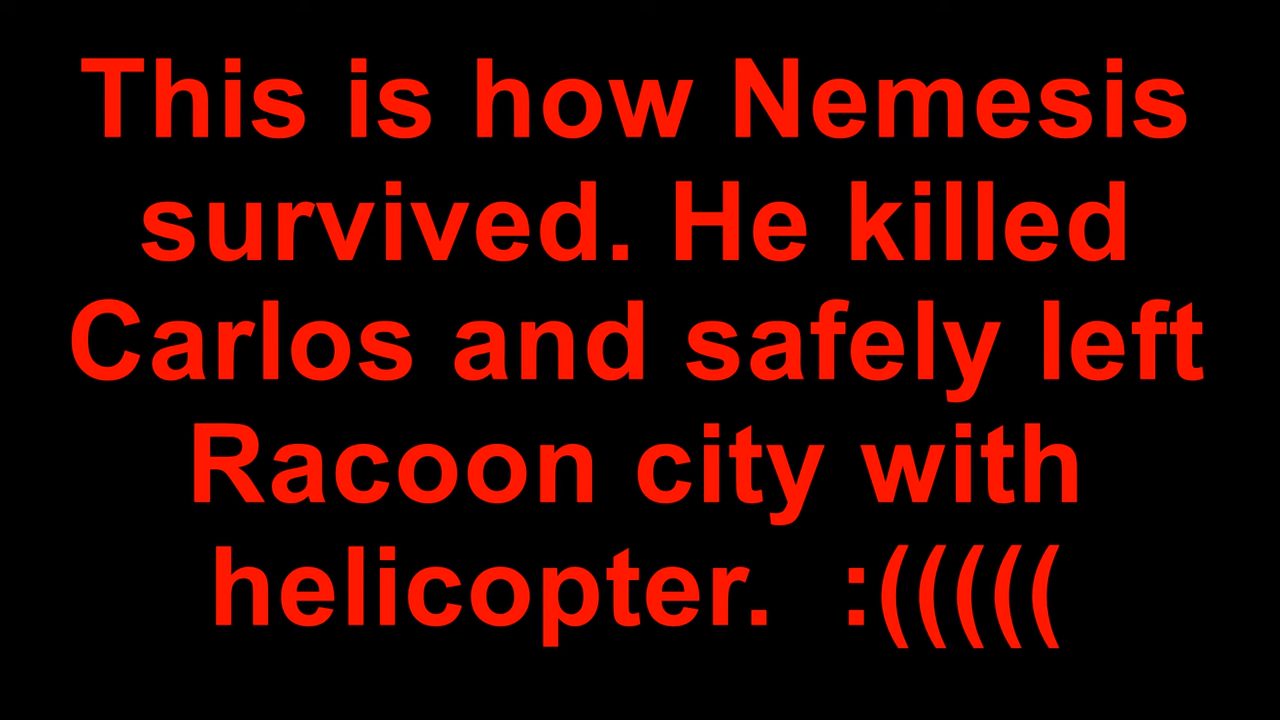 This is how Nemesis
survived. He killed
Carlos and safely left
Racoon city with
helicopter.  :(((((